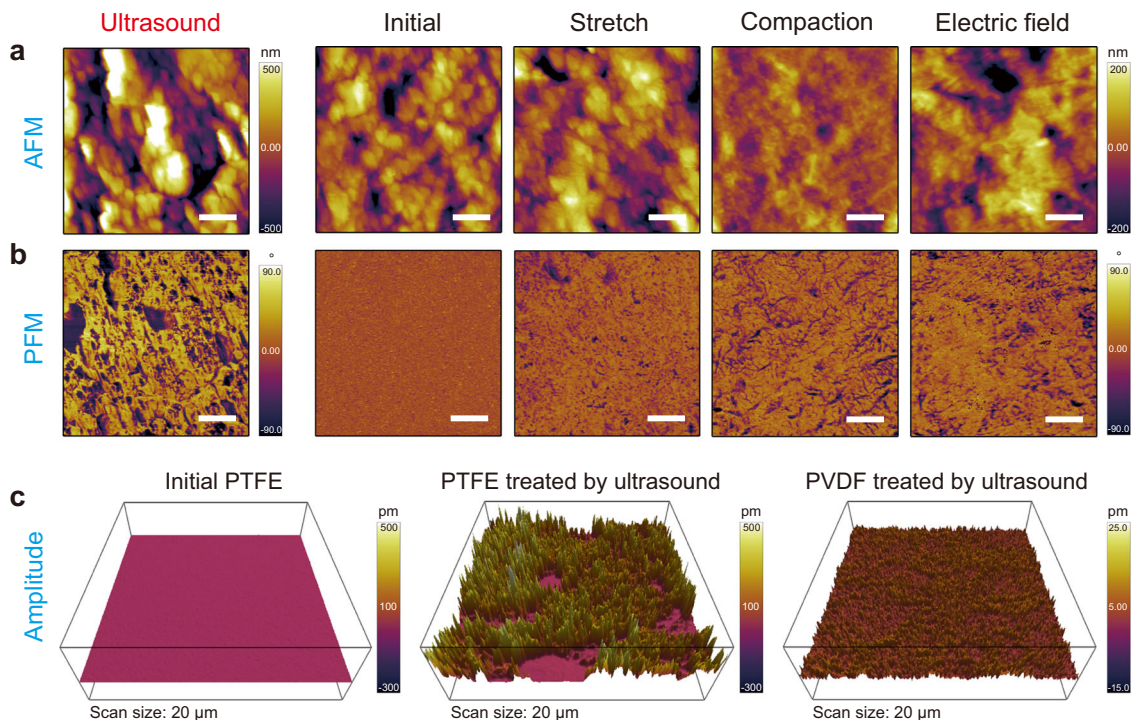 Ultrasound Initial Stretch Compaction Electric field
a
AFM
nm
500
0.00
-500
nm
200
0.00
-200
b
PFM
°
90.0
0.00
-90.0
°
90.0
0.00
-90.0
c
Amplitude
Initial PTFE
pm
500
100
-300
Scan size: 20 μm
PTFE treated by ultrasound
pm
500
100
-300
Scan size: 20 μm
PVDF treated by ultrasound
pm
25.0
5.00
-15.0
Scan size: 20 μm